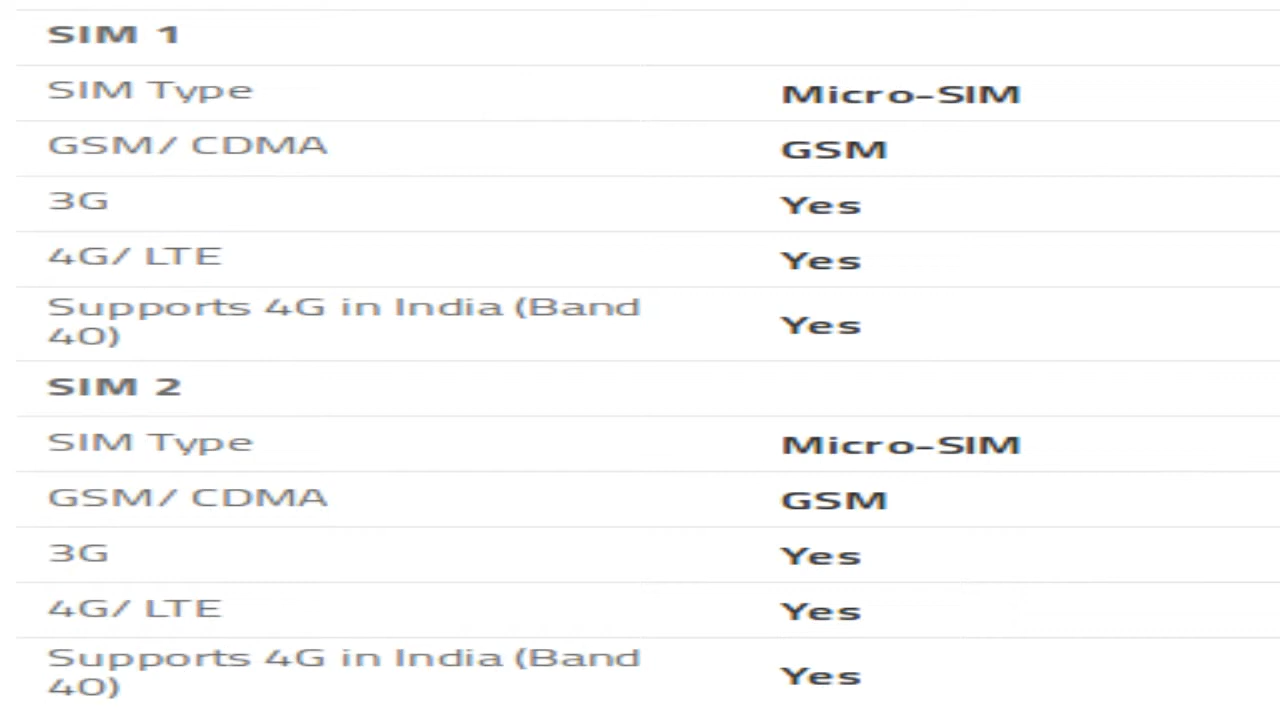 SIM 1
SIM Type Micro-SIM
GSM/ CDMA GSM
3G Yes
4G/ LTE Yes
Supports 4G in India (Band
40) Yes
SIM 2
SIM Type Micro-SIM
GSM/ CDMA GSM
3G Yes
4G/ LTE Yes
Supports 4G in India (Band
40) Yes